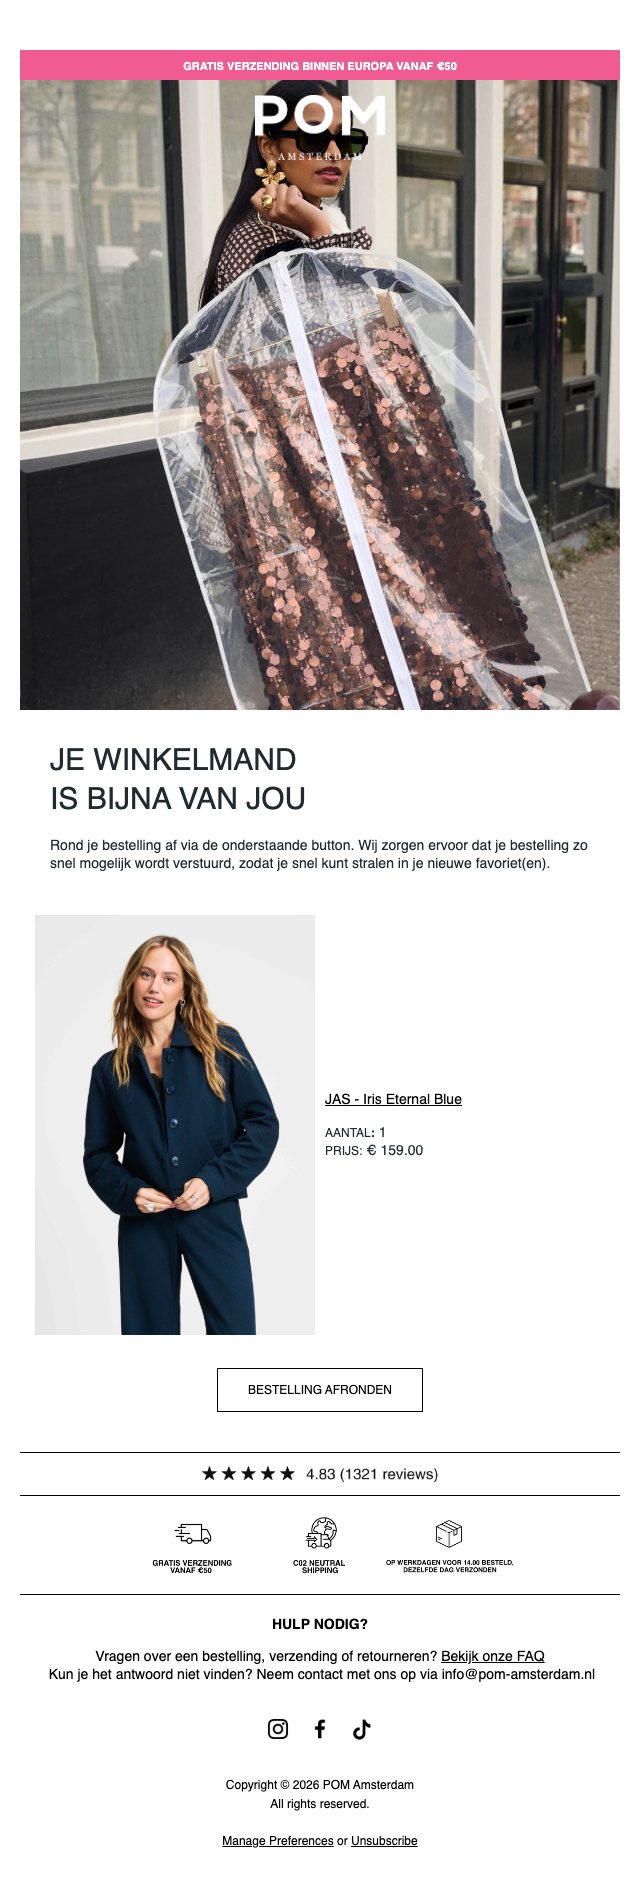 GRATIS VERZENDING BINNEN EUROPA VANAF €50
POM
AMSTERDAM
JE WINKELMAND
IS BIJNA VAN JOU
Rond je bestelling af via de onderstaande button. Wij zorgen ervoor dat je bestelling zo
snel mogelijk wordt verstuurd, zodat je snel kunt stralen in je nieuwe favoriet(en).
JAS - Iris Eternal Blue
AANTAL: 1
PRIJS: € 159.00
BESTELLING AFRONDEN
★★★★★ 4.83 (1321 reviews)
GRATIS VERZENDING
VANAF €50
C02 NEUTRAL
SHIPPING
OP WERKDAGEN VOOR 14.00 BESTELD,
DEZELFDE DAG VERZONDEN
HULP NODIG?
Vragen over een bestelling, verzending of retourneren? Bekijk onze FAQ
Kun je het antwoord niet vinden? Neem contact met ons op via info@pom-amsterdam.nl
Copyright © 2026 POM Amsterdam
All rights reserved.
Manage Preferences or Unsubscribe